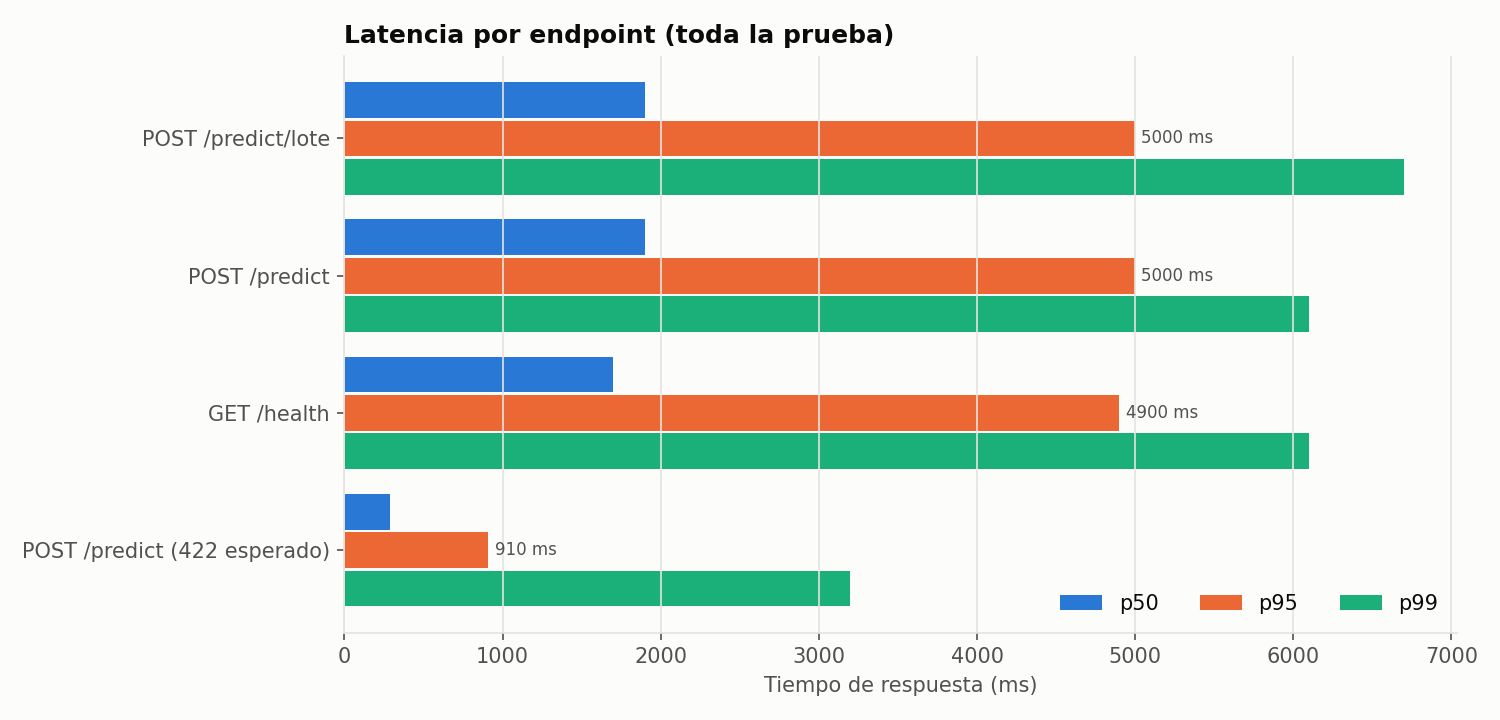 Latencia por endpoint (toda la prueba)
POST /predict/lote
5000 ms
POST /predict
5000 ms
GET /health
4900 ms
POST /predict (422 esperado)
910 ms
p50 p95 p99
0 1000 2000 3000 4000 5000 6000 7000
Tiempo de respuesta (ms)